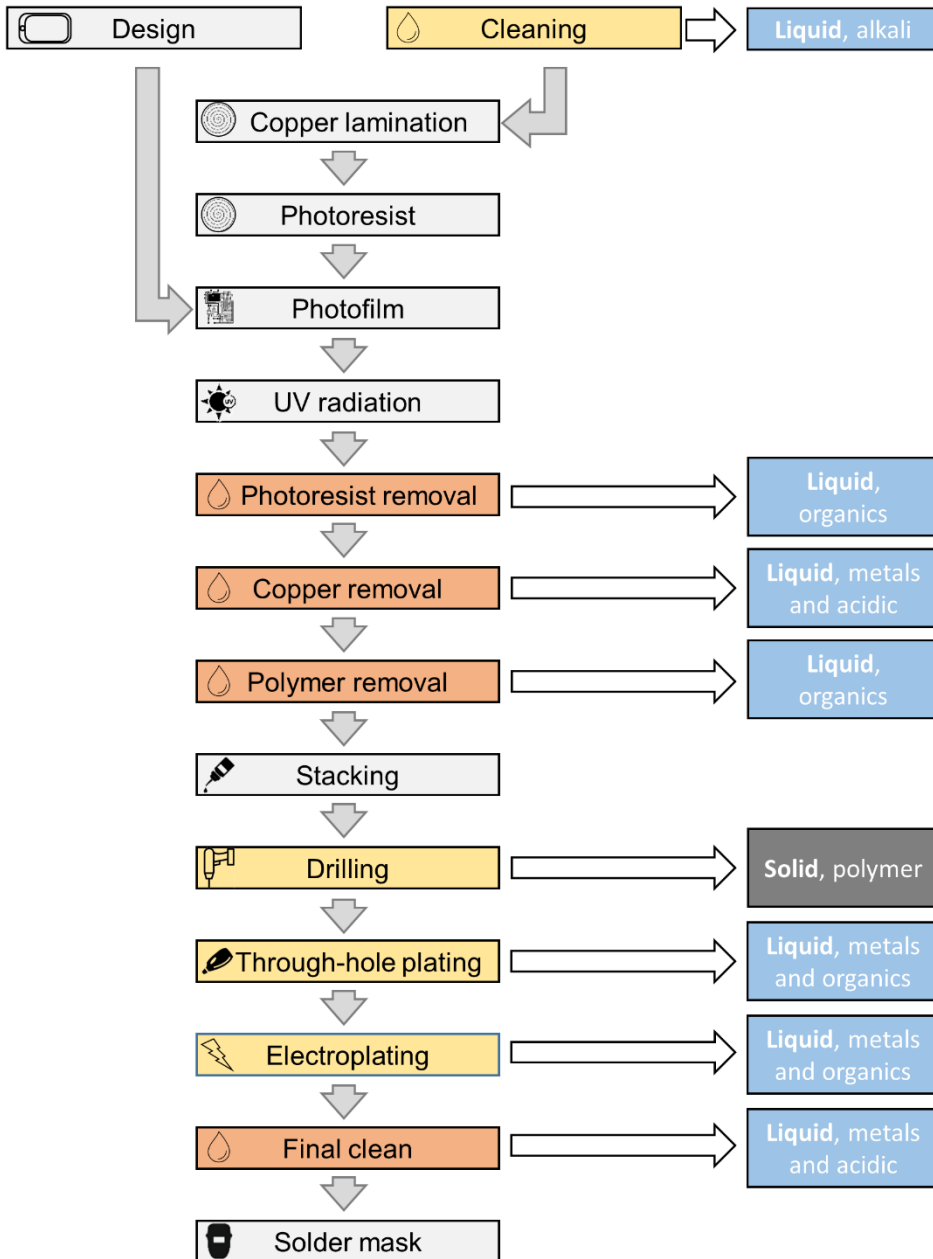 Design
Cleaning
Liquid, alkali
Copper lamination
Photoresist
Photofilm
UV radiation
UV
Photoresist removal
Liquid,
organics
Copper removal
Liquid, metals
and acidic
Polymer removal
Liquid,
organics
Stacking
Drilling
Solid, polymer
Through-hole plating
Liquid, metals
and organics
Electroplating
Liquid, metals
and organics
Final clean
Liquid, metals
and acidic
Solder mask